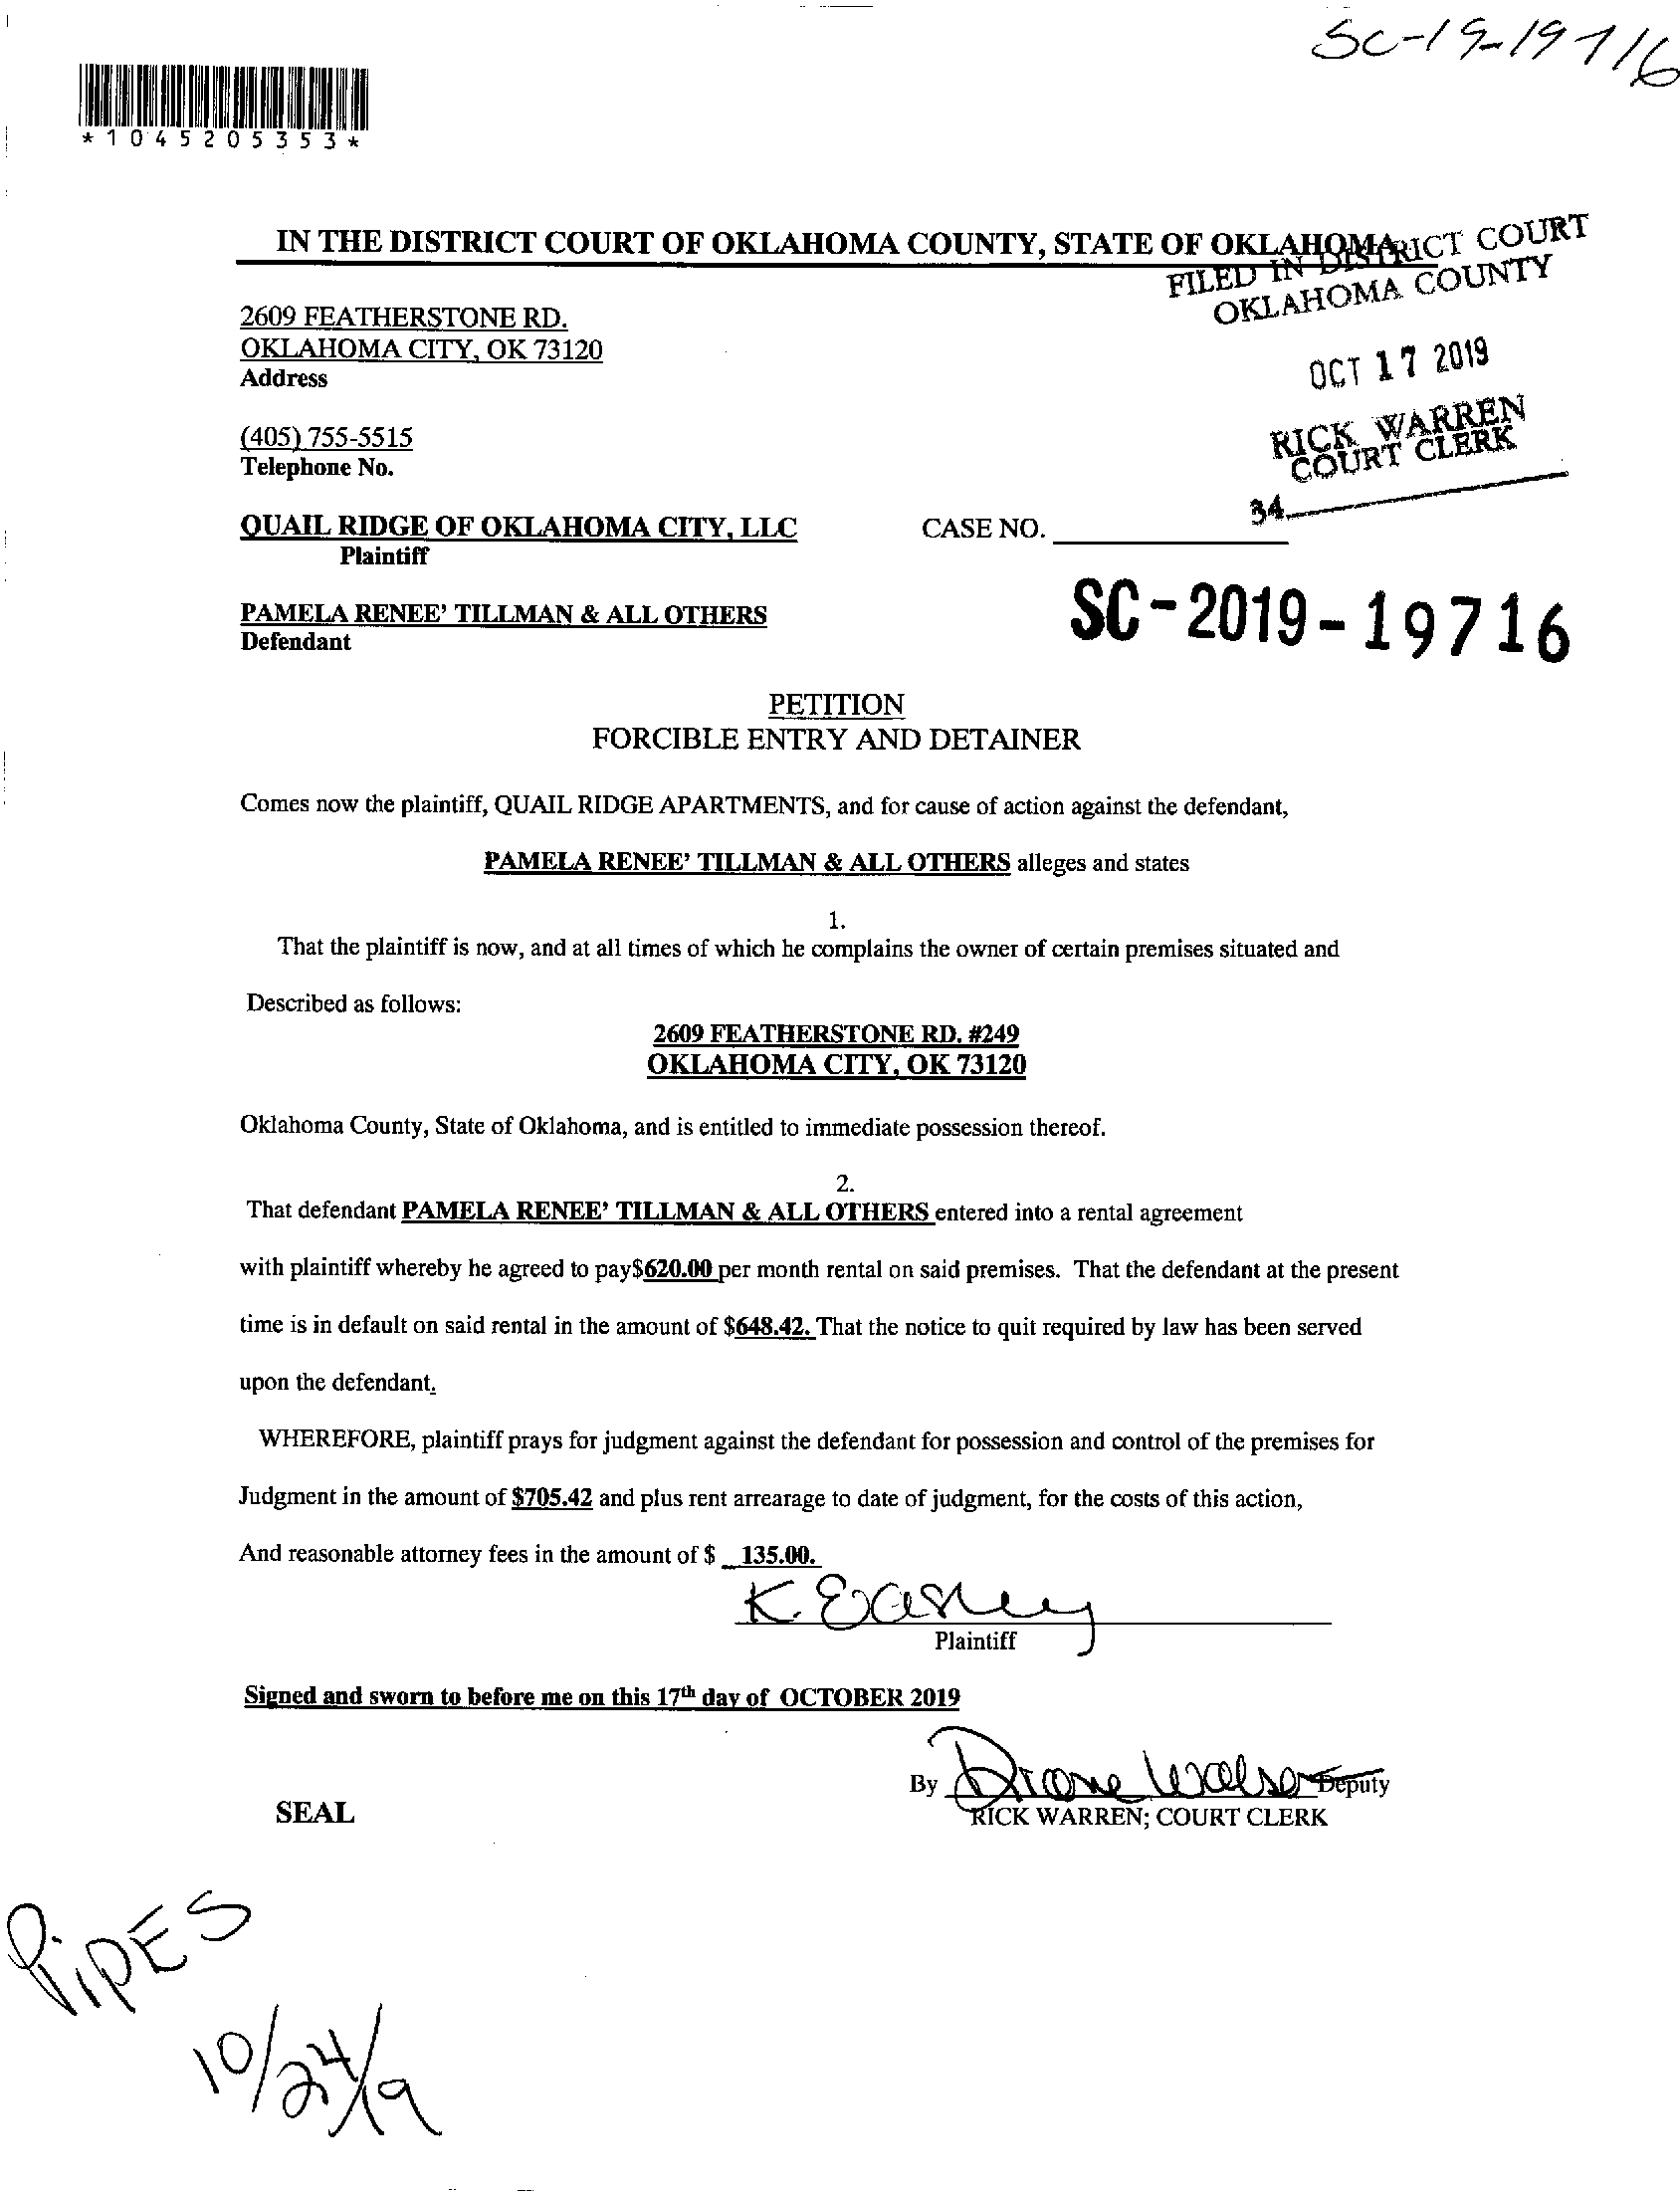 SC-19-19716
*1045205353*
IN THE DISTRICT COURT OF OKLAHOMA COUNTY, STATE OF OKLAHOMA
FILED IN DISTRICT COURT
OKLAHOMA COUNTY
2609 FEATHERSTONE RD.
OKLAHOMA CITY, OK 73120
Address
OCT 17 2019
(405) 755-5515
Telephone No.
RICK WARREN
COURT CLERK
34
QUAIL RIDGE OF OKLAHOMA CITY, LLC
CASE NO.
Plaintiff
SC-2019-19716
PAMELA RENEE’ TILLMAN & ALL OTHERS
Defendant
PETITION
FORCIBLE ENTRY AND DETAINER
Comes now the plaintiff, QUAIL RIDGE APARTMENTS, and for cause of action against the defendant,
PAMELA RENEE’ TILLMAN & ALL OTHERS alleges and states
1.
That the plaintiff is now, and at all times of which he complains the owner of certain premises situated and
Described as follows:
2609 FEATHERSTONE RD. #249
OKLAHOMA CITY, OK 73120
Oklahoma County, State of Oklahoma, and is entitled to immediate possession thereof.
2.
That defendant PAMELA RENEE’ TILLMAN & ALL OTHERS entered into a rental agreement
with plaintiff whereby he agreed to pay$620.00 per month rental on said premises. That the defendant at the present
time is in default on said rental in the amount of $648.42. That the notice to quit required by law has been served
upon the defendant.
WHEREFORE, plaintiff prays for judgment against the defendant for possession and control of the premises for
Judgment in the amount of $705.42 and plus rent arrearage to date of judgment, for the costs of this action,
And reasonable attorney fees in the amount of $ 135.00.
K. Easley
Plaintiff
Signed and sworn to before me on this 17th day of OCTOBER 2019
By Diane Deputy
SEAL
RICK WARREN; COURT CLERK
PiPES
10/24/19